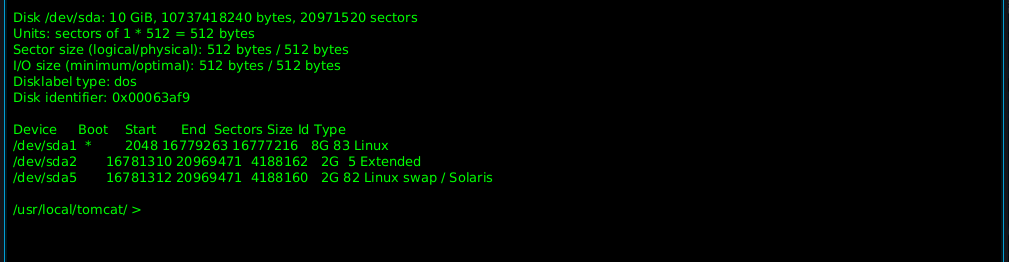 Disk /dev/sda: 10 GiB, 10737418240 bytes, 20971520 sectors
Units: sectors of 1 * 512 = 512 bytes
Sector size (logical/physical): 512 bytes / 512 bytes
I/O size (minimum/optimal): 512 bytes / 512 bytes
Disklabel type: dos
Disk identifier: 0x00063af9
Device Boot Start End Sectors Size Id Type
/dev/sda1 * 2048 16779263 16777216 8G 83 Linux
/dev/sda2 16781310 20969471 4188162 2G 5 Extended
/dev/sda5 16781312 20969471 4188160 2G 82 Linux swap / Solaris
/usr/local/tomcat/ >